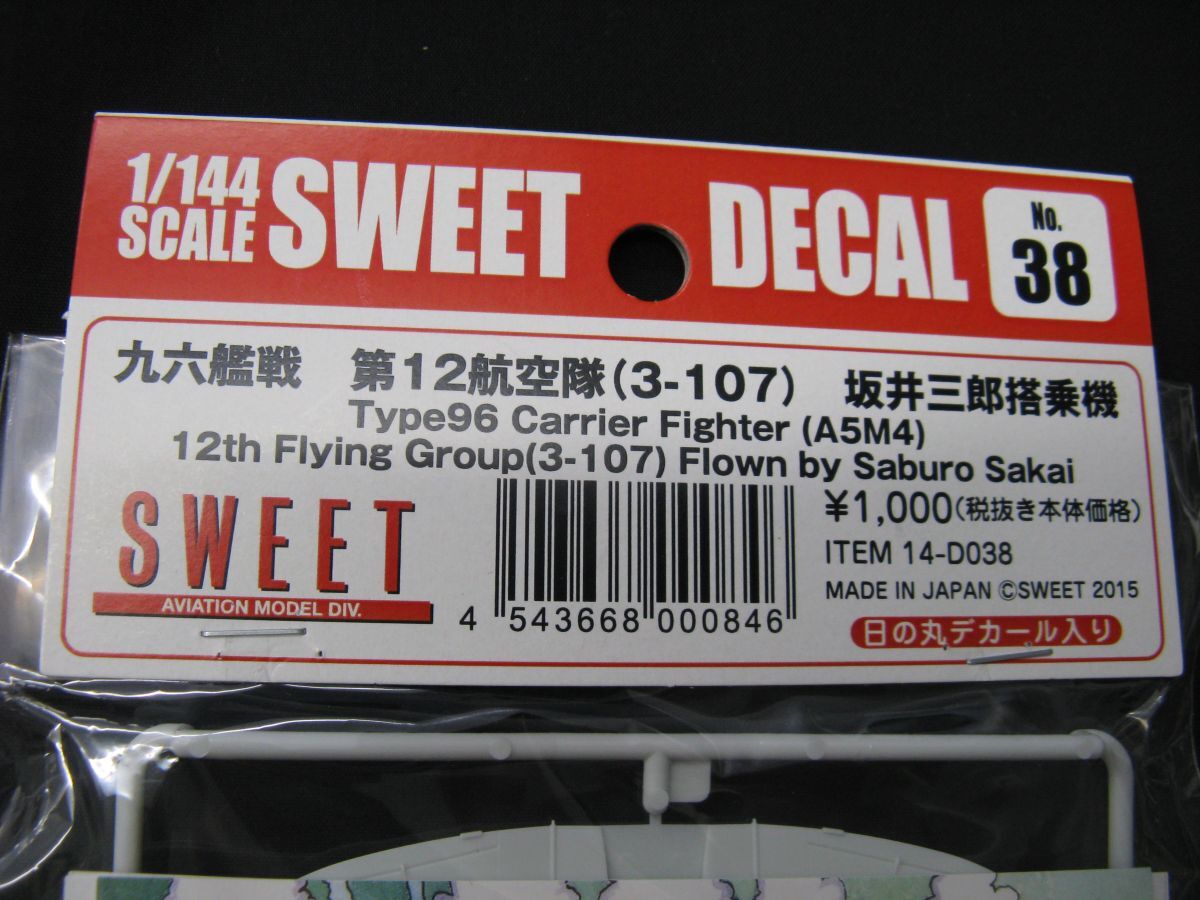 1/144
SCALE
SWEET DECAL
No.
38
九六艦戦 第12航空隊(3-107) 坂井三郎搭乗機
Type96 Carrier Fighter (A5M4)
12th Flying Group(3-107) Flown by Saburo Sakai
SWEET
AVIATION MODEL DIV.
4 543668 000846
¥1,000(税抜き本体価格)
ITEM 14-D038
MADE IN JAPAN ©SWEET 2015
日の丸デカール入り